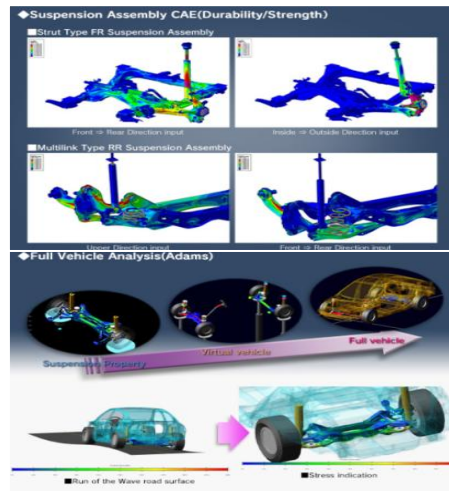 ◆Suspension Assembly CAE(Durability/Strength)
■Strut Type FR Suspension Assembly
Front ⇒ Rear Direction input
Inside ⇒ Outside Direction input
■Multilink Type RR Suspension Assembly
Upper Direction input
Front ⇒ Rear Direction input
◆Full Vehicle Analysis(Adams)
Full vehicle
Virtual vehicle
Suspension Property
■Run of the Wave road surface
■Stress indication